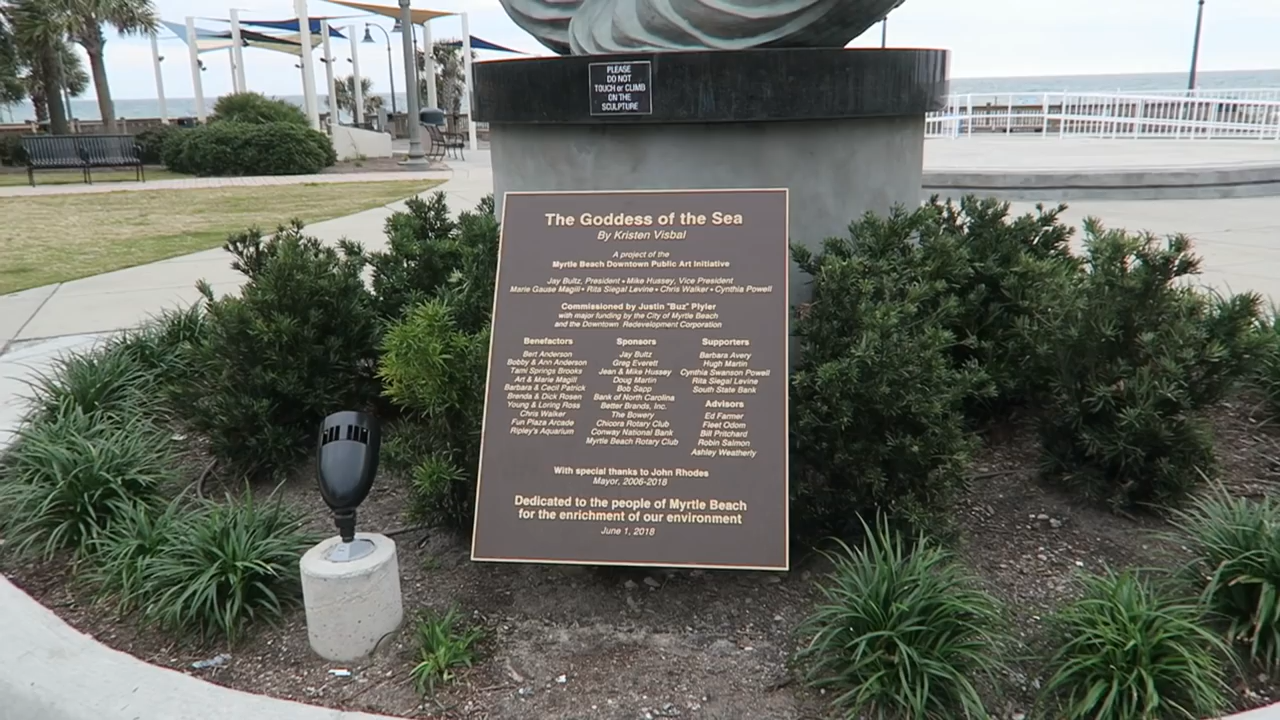 PLEASE
DO NOT
TOUCH or CLIMB
ON THE
SCULPTURE
The Goddess of the Sea
By Kristen Visbal
A project of the
Myrtle Beach Downtown Public Art Initiative
Jay Bultz, President • Mike Hussey, Vice President
Marie Gause Magill • Rita Siegal Levine • Chris Walker • Cynthia Powell
Commissioned by Justin "Buz" Plyler
with major funding by the City of Myrtle Beach
and the Downtown Redevelopment Corporation
Benefactors
Bert Anderson
Bobby & Ann Anderson
Tami Springs Brooks
Art & Marie Magill
Barbara & Cecil Patrick
Brenda & Dick Rosen
Young & Loring Ross
Chris Walker
Fun Plaza Arcade
Ripley's Aquarium
Sponsors
Jay Bultz
Greg Everett
Jean & Mike Hussey
Doug Martin
Bob Sapp
Bank of North Carolina
Better Brands, Inc.
The Bowery
Chicora Rotary Club
Conway National Bank
Myrtle Beach Rotary Club
Supporters
Barbara Avery
Hugh Martin
Cynthia Swanson Powell
Rita Siegal Levine
South State Bank
Advisors
Ed Farmer
Fleet Odom
Bill Pritchard
Robin Salmon
Ashley Weatherly
With special thanks to John Rhodes
Mayor, 2006-2018
Dedicated to the people of Myrtle Beach
for the enrichment of our environment
June 1, 2018